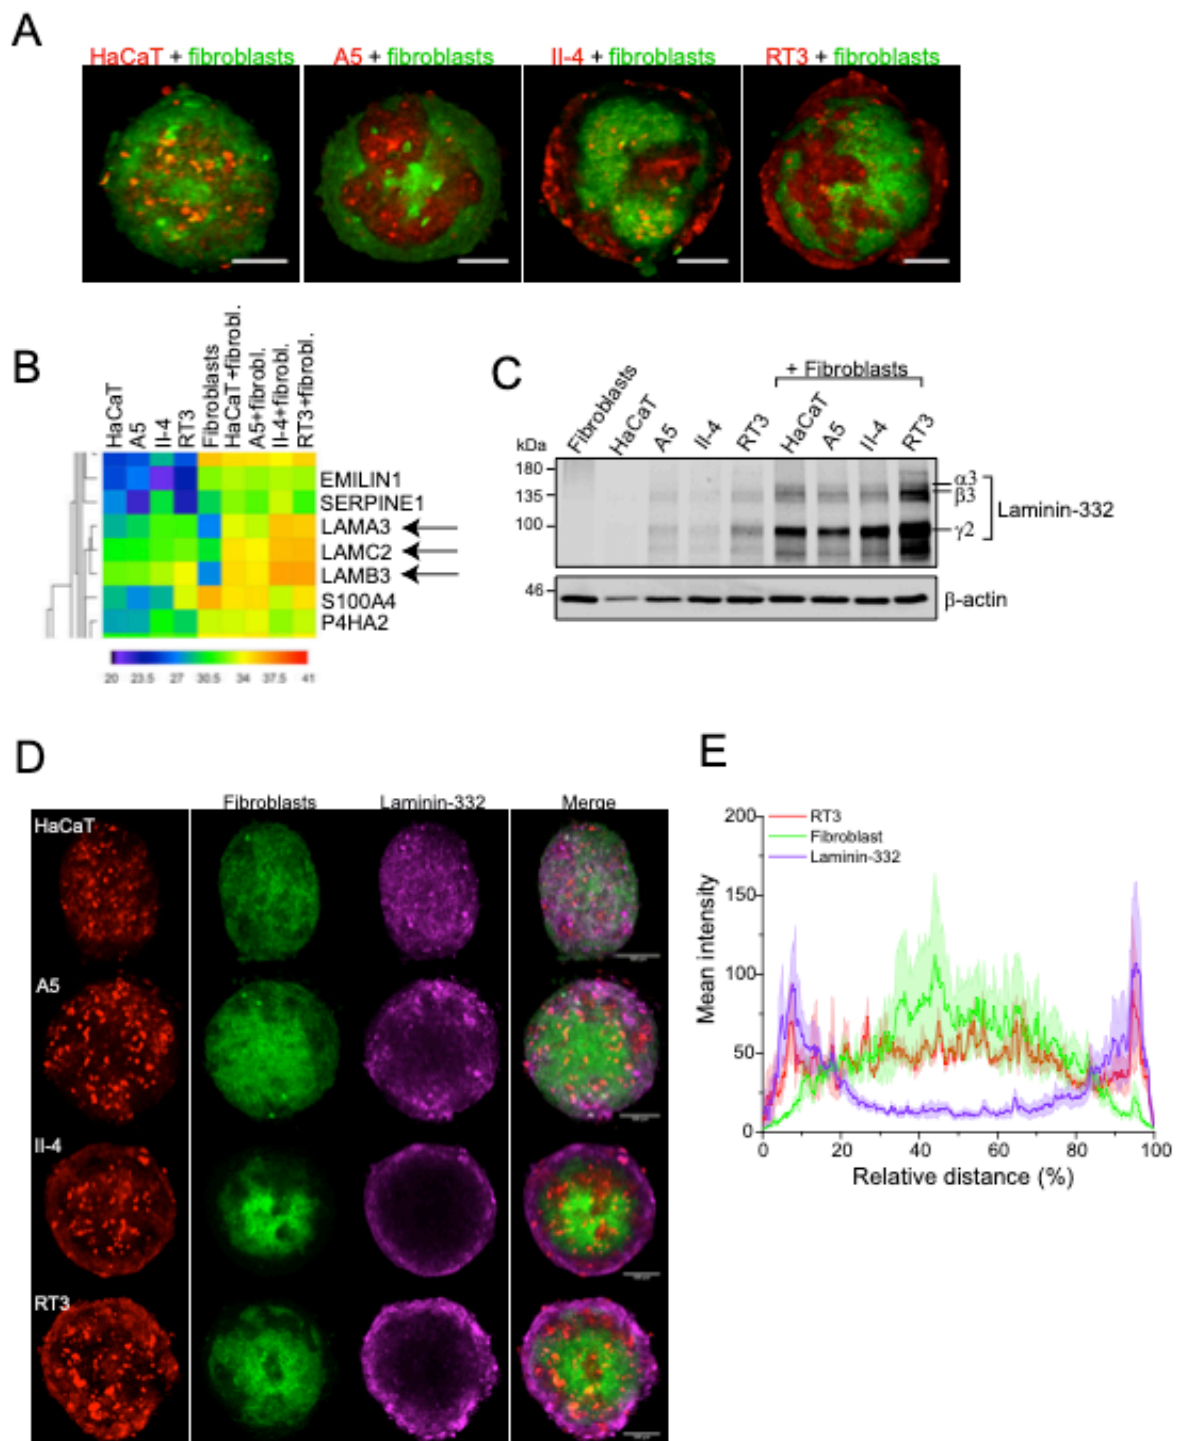 A
HaCaT + fibroblasts
A5 + fibroblasts
II-4 + fibroblasts
RT3 + fibroblasts
B
HaCaT
A5
II-4
RT3
Fibroblasts
HaCaT+fibrobl.
A5+fibrobl.
II-4+fibrobl.
RT3+fibrobl.
EMILIN1
SERPINE1
LAMA3
LAMC2
LAMB3
S100A4
P4HA2
20 23.5 27 30.5 34 37.5 41
C
+ Fibroblasts
Fibroblasts
HaCaT
A5
II-4
RT3
HaCaT
A5
II-4
RT3
kDa
180
135
100
46
α3
β3
γ2
Laminin-332
β-actin
D
Fibroblasts Laminin-332 Merge
HaCaT
A5
II-4
RT3
E
RT3
Fibroblast
Laminin-332
Mean intensity
200
150
100
50
0
0 20 40 60 80 100
Relative distance (%)